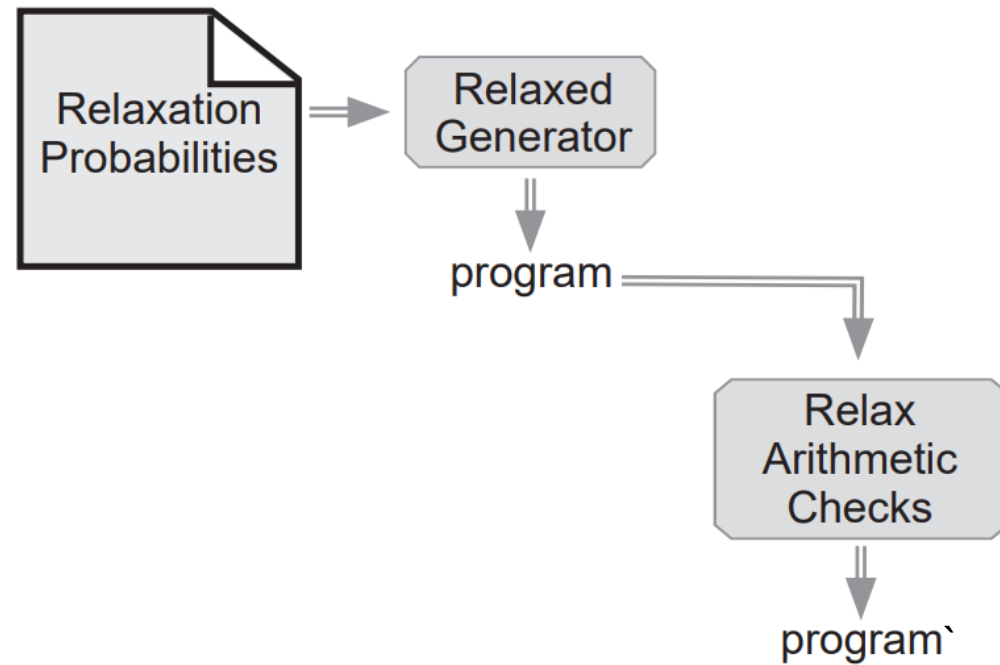 Relaxation
Probabilities
Relaxed
Generator
program
Relax
Arithmetic
Checks
program`